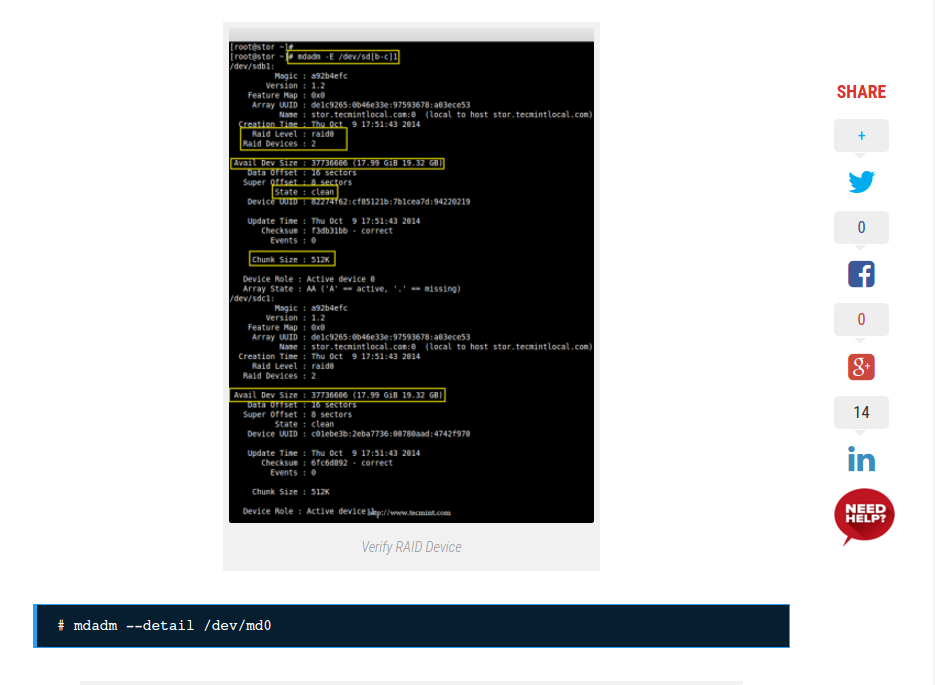 [root@stor ~]#
[root@stor ~]# mdadm -E /dev/sd[b-c]1
/dev/sdb1:
Magic : a92b4efc
Version : 1.2
Feature Map : 0x0
Array UUID : de1c9265:0b46e33e:97593678:a03ece53
Name : stor.tecmintlocal.com:0 (local to host stor.tecmintlocal.com)
Creation Time : Thu Oct 9 17:51:43 2014
Raid Level : raid0
Raid Devices : 2
Avail Dev Size : 37736606 (17.99 GiB 19.32 GB)
Data Offset : 16 sectors
Super Offset : 8 sectors
State : clean
Device UUID : 82274f62:cf85121b:7b1cea7d:94220219
Update Time : Thu Oct 9 17:51:43 2014
Checksum : f3db31bb - correct
Events : 0
Chunk Size : 512K
Device Role : Active device 0
Array State : AA ('A' == active, '.' == missing)
/dev/sdc1:
Magic : a92b4efc
Version : 1.2
Feature Map : 0x0
Array UUID : de1c9265:0b46e33e:97593678:a03ece53
Name : stor.tecmintlocal.com:0 (local to host stor.tecmintlocal.com)
Creation Time : Thu Oct 9 17:51:43 2014
Raid Level : raid0
Raid Devices : 2
Avail Dev Size : 37736606 (17.99 GiB 19.32 GB)
Data Offset : 16 sectors
Super Offset : 8 sectors
State : clean
Device UUID : c01ebe3b:2eba7736:00780aad:4742f970
Update Time : Thu Oct 9 17:51:43 2014
Checksum : 6fc6d892 - correct
Events : 0
Chunk Size : 512K
Device Role : Active device 1
http://www.tecmint.com
Verify RAID Device
# mdadm --detail /dev/md0
SHARE
+
0
0
g+
14
in
NEED
HELP?